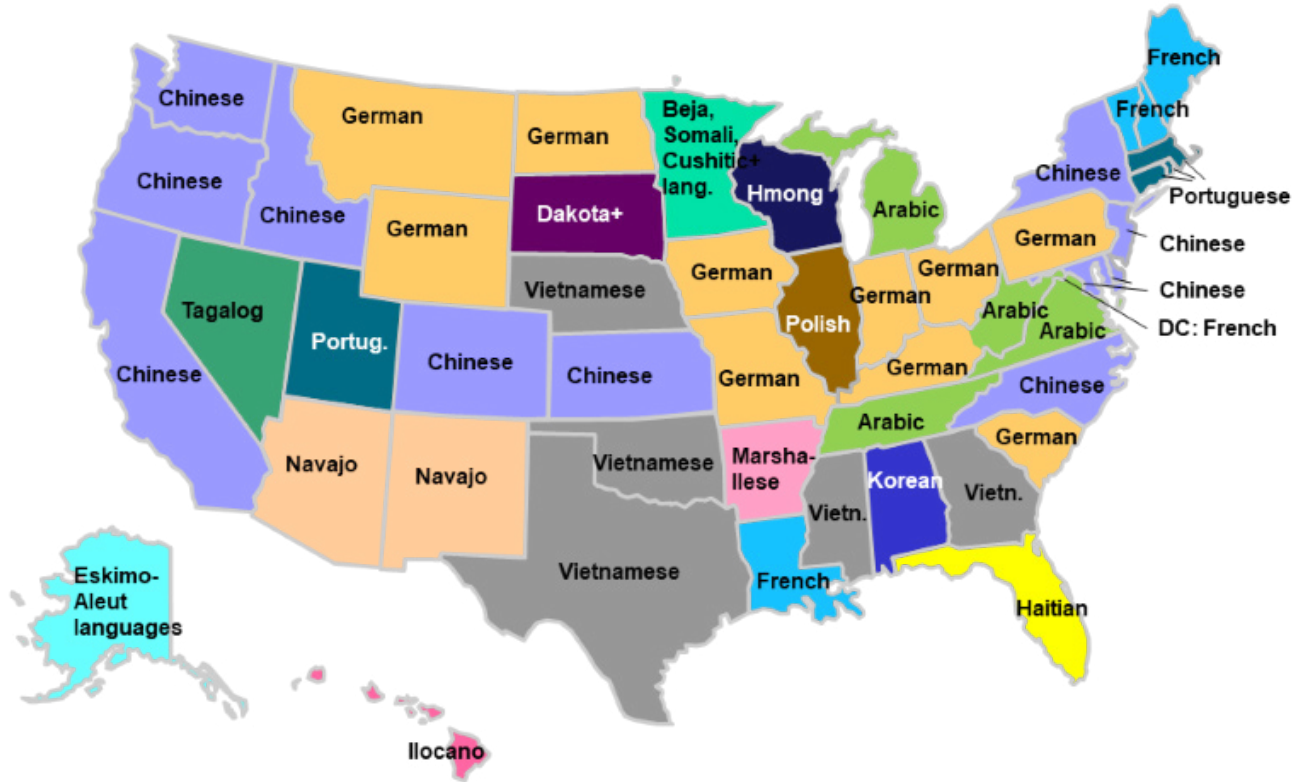 French
Chinese
German
German
Beja,
Somali,
Cushitic+
lang.
French
Chinese
Chinese
Hmong
Portuguese
Chinese
Dakota+
Arabic
German
German
Chinese
Vietnamese
German
German
German
Chinese
Tagalog
Portug.
Polish
Arabic
Arabic
DC: French
Chinese
Chinese
Chinese
German
German
Chinese
Arabic
German
Navajo
Navajo
Vietnamese
Marsha-
llese
Korean
Vietn.
Vietn.
Vietnamese
French
Haitian
Eskimo-
Aleut
languages
Ilocano